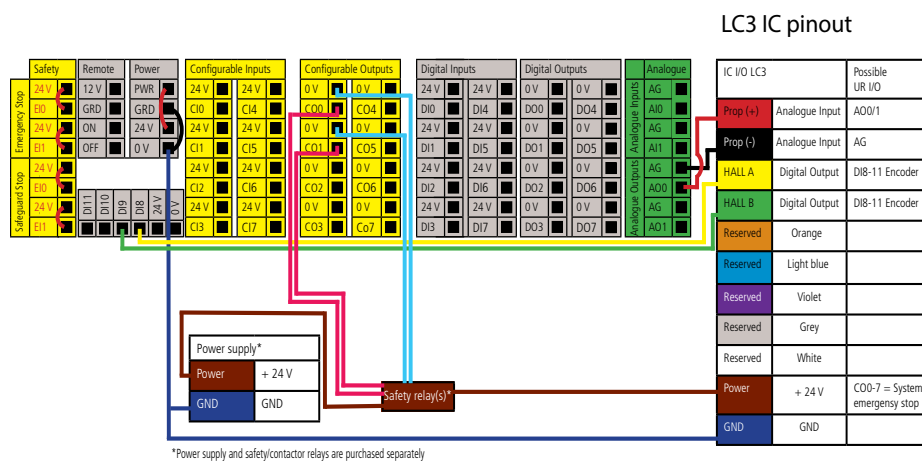 LC3 IC pinout
Safety
Emergency Stop
24 V
EI0
24 V
EI1
Safeguard Stop
24 V
EI0
24 V
EI1
Remote
12 V
GRD
ON
OFF
Power
PWR
GRD
24 V
0 V
DI11
DI10
DI9
DI8
24 V
0 V
Configurable Inputs
24 V 24 V
CI0 CI4
24 V 24 V
CI1 CI5
24 V 24 V
CI2 CI6
24 V 24 V
CI3 CI7
Configurable Outputs
0 V 0 V
CO0 CO4
0 V 0 V
CO1 CO5
0 V 0 V
CO2 CO6
0 V 0 V
CO3 Co7
Digital Inputs
24 V 24 V
DI0 DI4
24 V 24 V
DI1 DI5
24 V 24 V
DI2 DI6
24 V 24 V
DI3 DI7
Digital Outputs
0 V 0 V
DO0 DO4
0 V 0 V
DO1 DO5
0 V 0 V
DO2 DO6
0 V 0 V
DO3 DO7
Analogue
Analogue Inputs
AG
AI0
AG
AI1
Analogue Outputs
AG
AO0
AG
AO1
IC I/O LC3 Possible
UR I/O
Prop (+) Analogue Input AO0/1
Prop (-) Analogue Input AG
HALL A Digital Output DI8-11 Encoder
HALL B Digital Output DI8-11 Encoder
Reserved Orange
Reserved Light blue
Reserved Violet
Reserved Grey
Reserved White
Power + 24 V CO0-7 = System
emergensy stop
GND GND
Power supply*
Power + 24 V
GND GND
Safety relay(s)*
*Power supply and safety/contactor relays are purchased separately